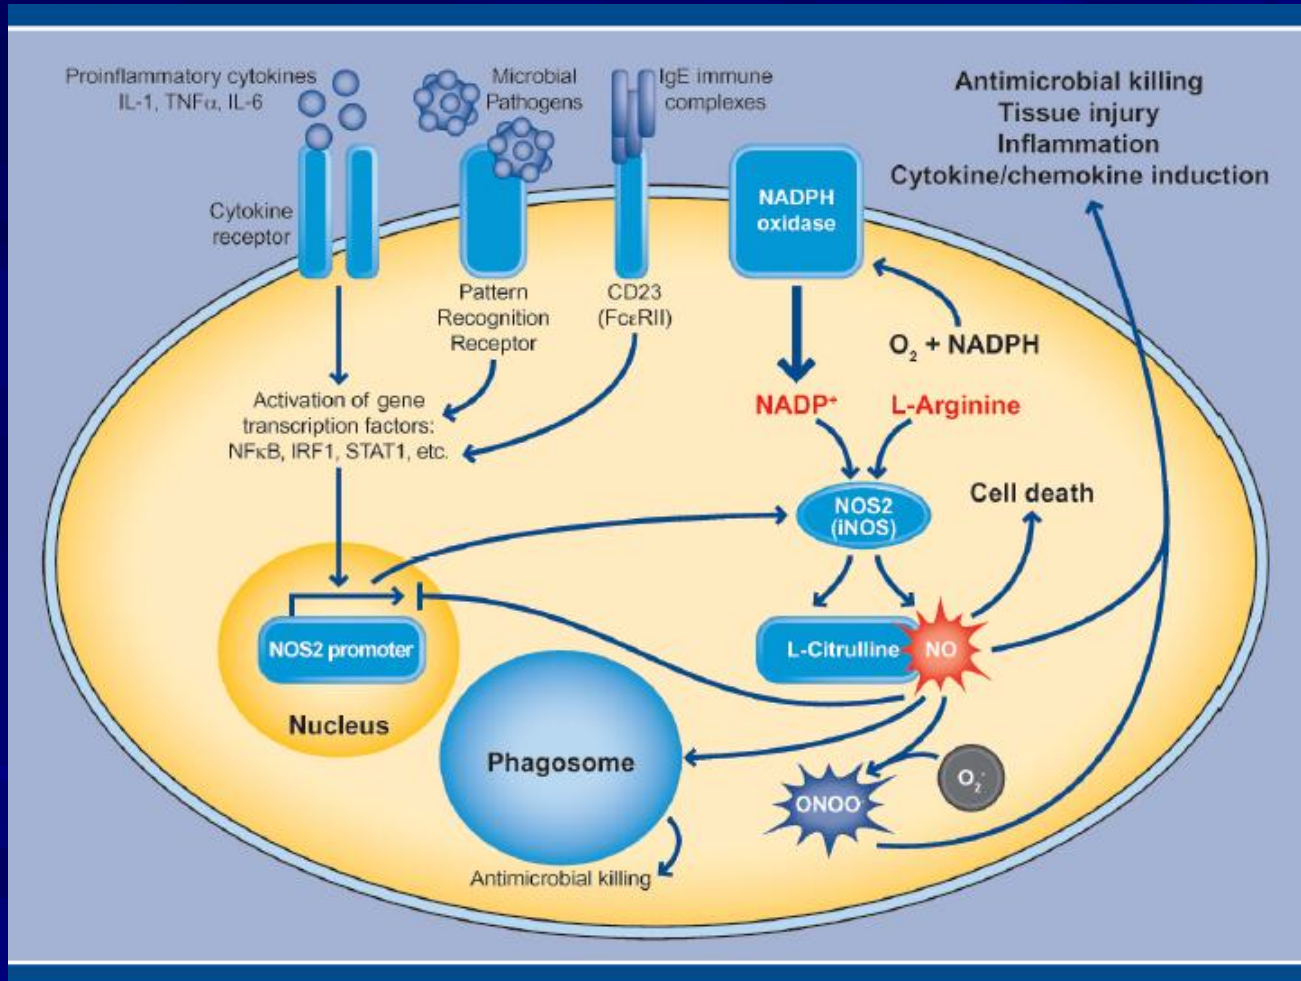 Proinflammatory cytokines
IL-1, TNFα, IL-6
Microbial
Pathogens
IgE immune
complexes
Antimicrobial killing
Tissue injury
Inflammation
Cytokine/chemokine induction
Cytokine
receptor
NADPH
oxidase
Pattern
Recognition
Receptor
CD23
(FcεRII)
O₂ + NADPH
Activation of gene
transcription factors:
NFκB, IRF1, STAT1, etc.
NADP⁺
L-Arginine
NOS2
(iNOS)
Cell death
NOS2 promoter
Nucleus
L-Citrulline
NO
Phagosome
ONOO⁻
O₂⁻
Antimicrobial killing